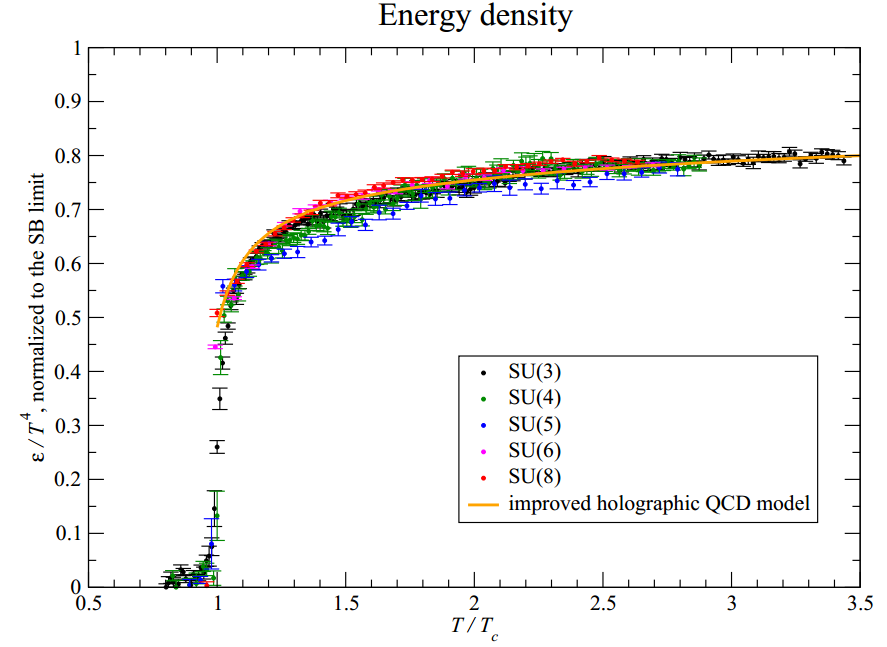 Energy density
1
0.9
0.8
0.7
0.6
0.5
0.4
0.3
0.2
0.1
0
ε / T⁴, normalized to the SB limit
SU(3)
SU(4)
SU(5)
SU(6)
SU(8)
improved holographic QCD model
0.5 1 1.5 2 2.5 3 3.5
T / T_c